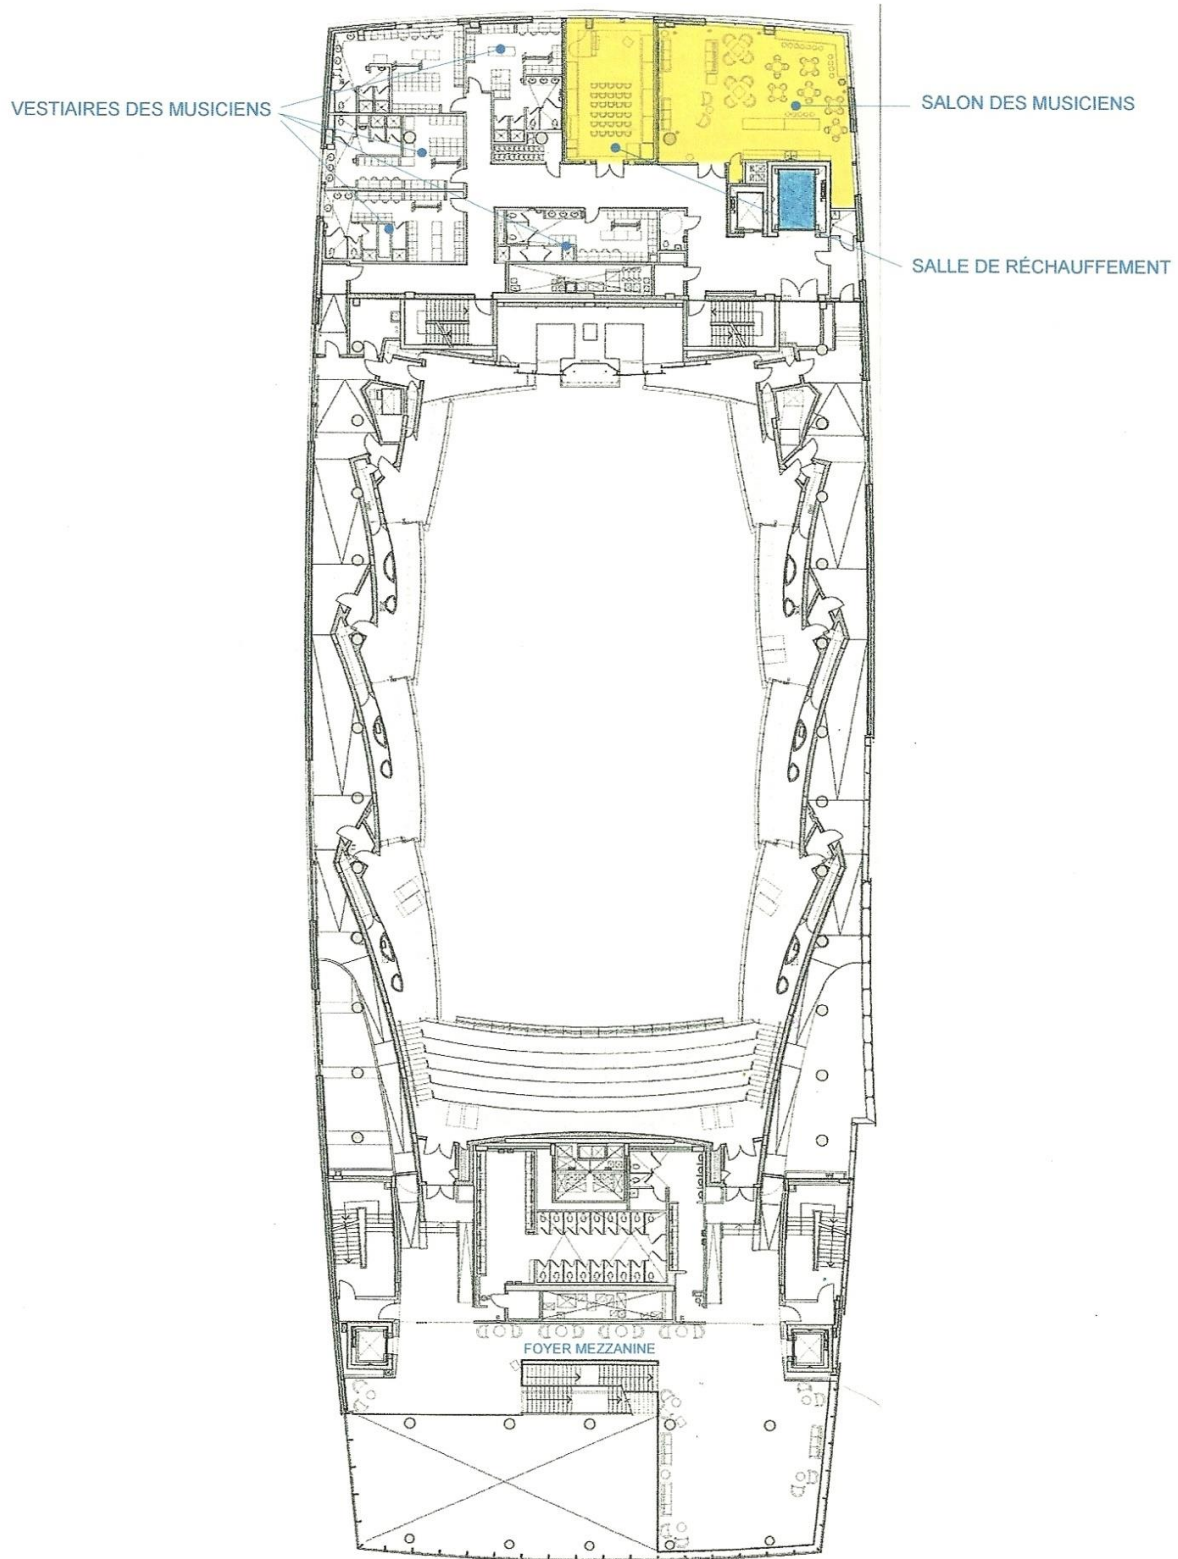 VESTIAIRES DES MUSICIENS
SALON DES MUSICIENS
SALLE DE RÉCHAUFFEMENT
FOYER MEZZANINE